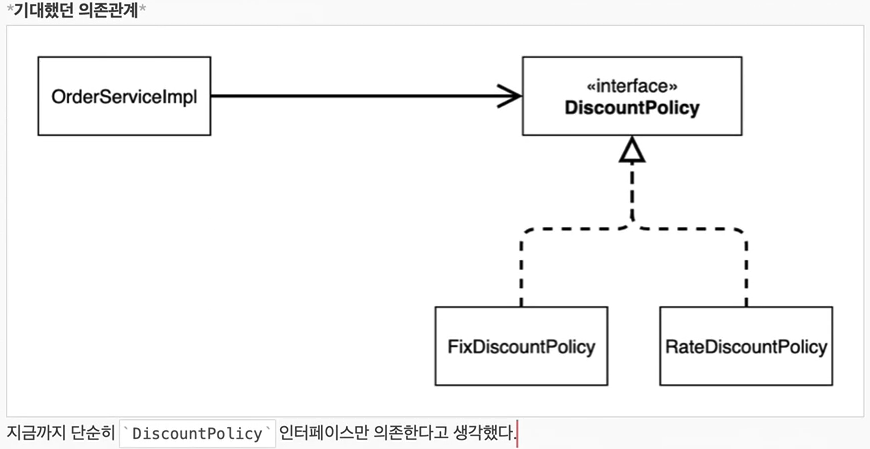 *기대했던 의존관계*
OrderServiceImpl
«interface»
DiscountPolicy
FixDiscountPolicy
RateDiscountPolicy
지금까지 단순히 `DiscountPolicy` 인터페이스만 의존한다고 생각했다.